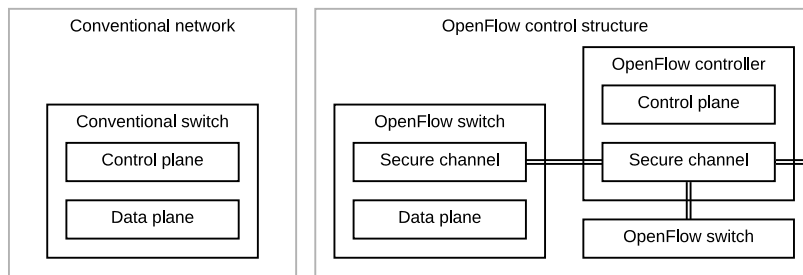 Conventional network
Conventional switch
Control plane
Data plane
OpenFlow control structure
OpenFlow switch
Secure channel
Data plane
OpenFlow controller
Control plane
Secure channel
OpenFlow switch